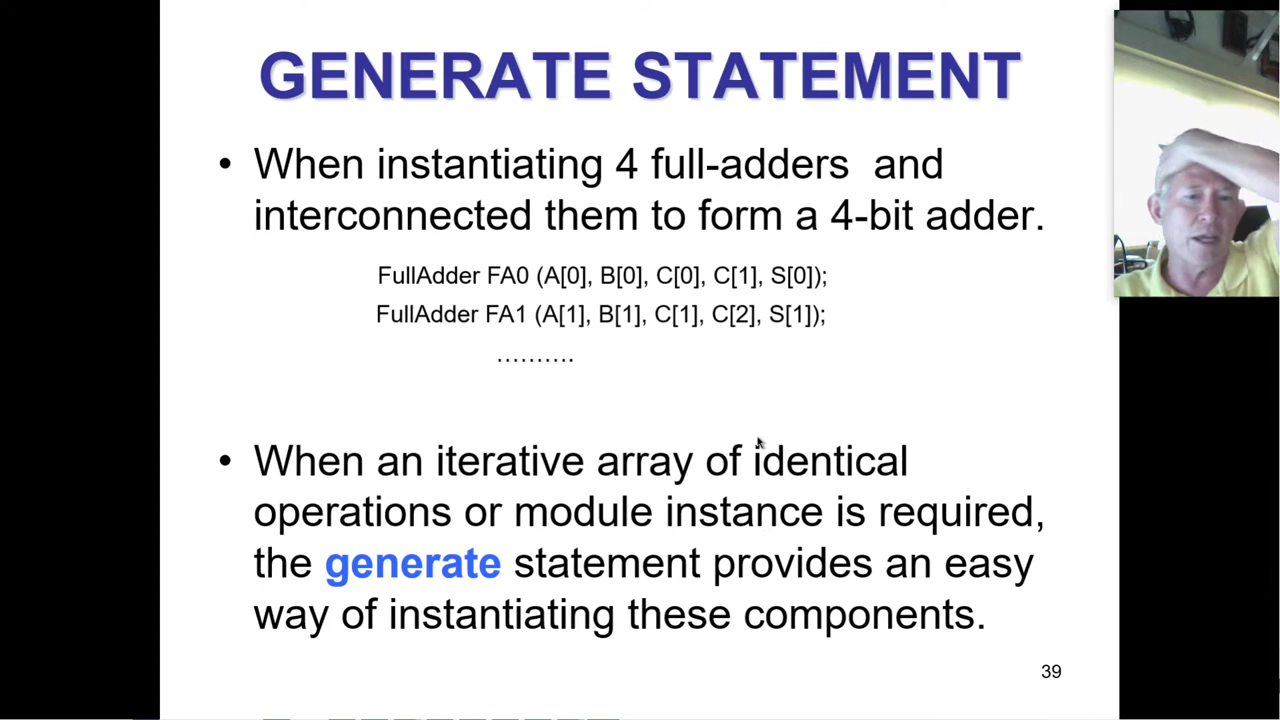 GENERATE STATEMENT
• When instantiating 4 full-adders and
interconnected them to form a 4-bit adder.
FullAdder FA0 (A[0], B[0], C[0], C[1], S[0]);
FullAdder FA1 (A[1], B[1], C[1], C[2], S[1]);
……….
• When an iterative array of identical
operations or module instance is required,
the generate statement provides an easy
way of instantiating these components.
39